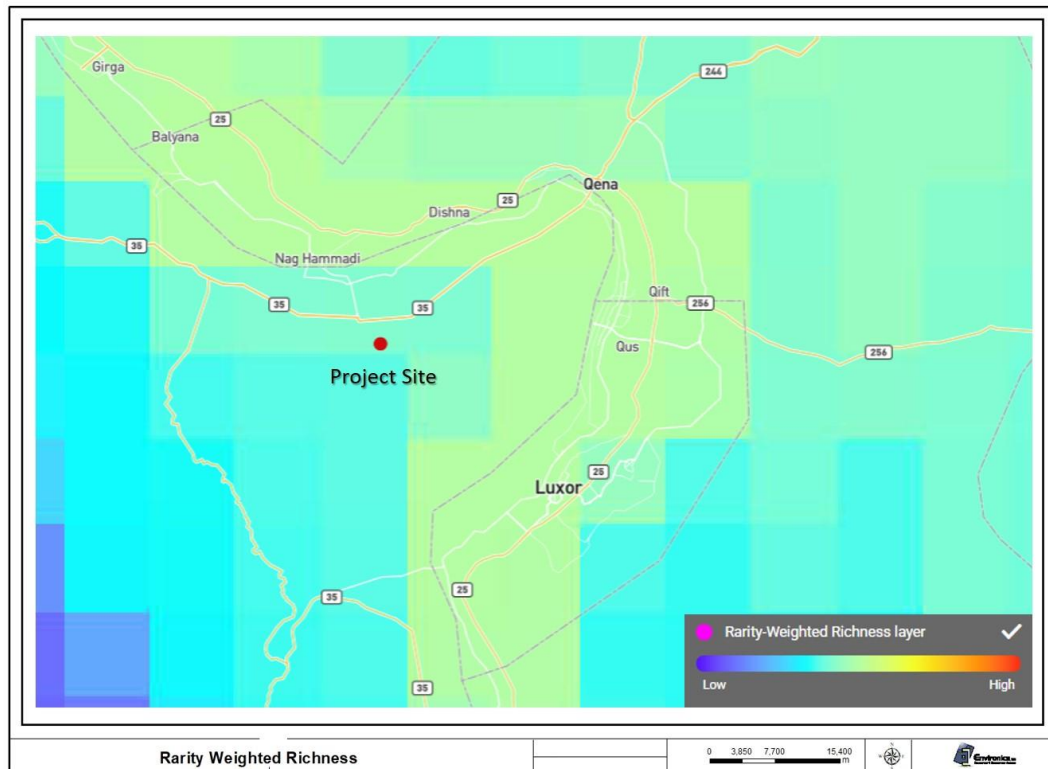 244
Girga
25
Balyana
Qena
25
Dishna
35
Nag Hammadi
Qift
35
35
256
Qus
256
Project Site
25
Luxor
25
35
35
Rarity-Weighted Richness layer
Low High
Rarity Weighted Richness
0 3,850 7,700 15,400
m
Environics